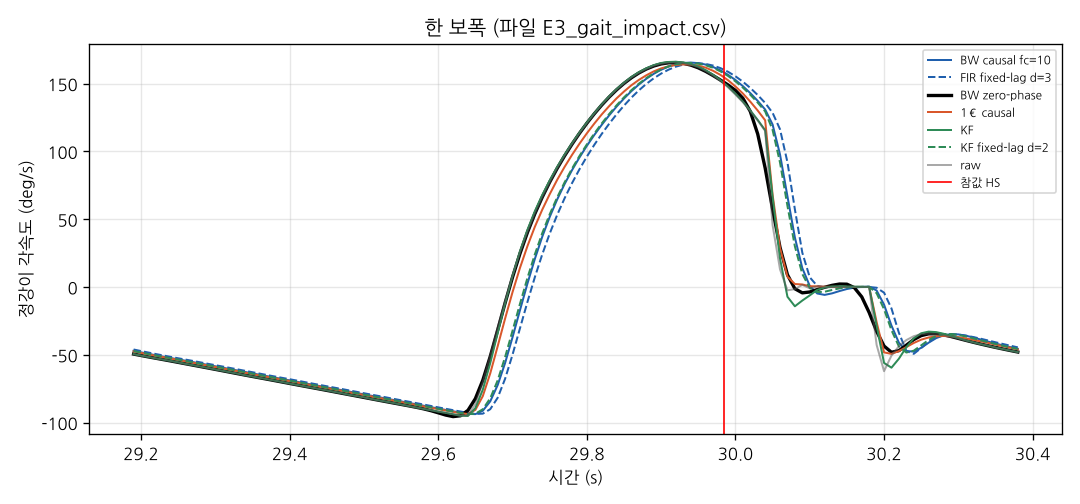 한 보폭 (파일 E3_gait_impact.csv)
정강이 각속도 (deg/s)
150
100
50
0
-50
-100
BW causal fc=10
FIR fixed-lag d=3
BW zero-phase
1€ causal
KF
KF fixed-lag d=2
raw
참값 HS
29.2
29.4
29.6
29.8
30.0
30.2
30.4
시간 (s)